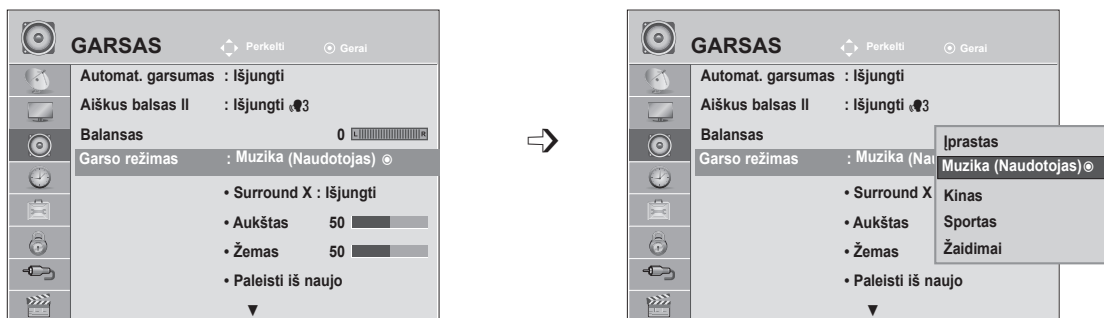 GARSAS Perkelti Gerai
Automat. garsumas : Išjungti
Aiškus balsas II : Išjungti 3
Balansas 0 L R
Garso režimas : Muzika (Naudotojas)
• Surround X : Išjungti
• Aukštas 50
• Žemas 50
• Paleisti iš naujo
▼
GARSAS Perkelti Gerai
Automat. garsumas : Išjungti
Aiškus balsas II : Išjungti 3
Balansas
Garso režimas : Muzika (Nau
• Surround X
• Aukštas
• Žemas
• Paleisti iš naujo
▼
Įprastas
Muzika (Naudotojas)
Kinas
Sportas
Žaidimai